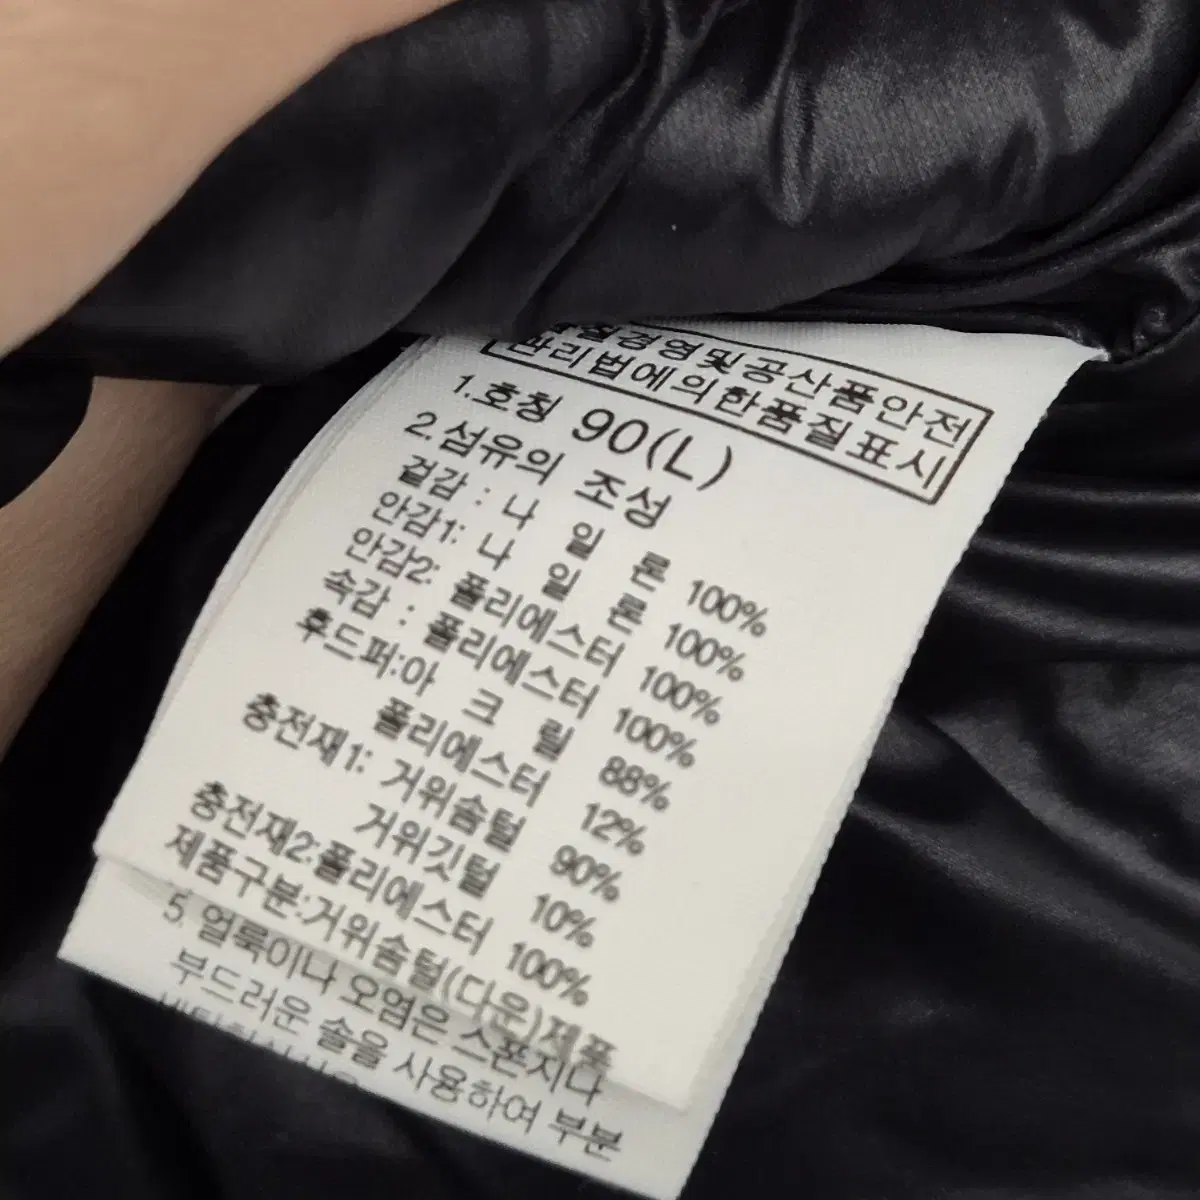 품질경영및공산품안전
관리법에의한품질표시
1.호칭 90(L)
2.섬유의 조성
겉감 : 나 일 론 100%
안감1: 나 일 론 100%
안감2: 폴리에스터 100%
속감 : 폴리에스터 100%
후드퍼:아 크 릴 88%
폴리에스터 12%
충전재1: 거위솜털 90%
거위깃털 10%
충전재2:폴리에스터 100%
제품구분:거위솜털(다운)제품
5. 얼룩이나 오염은 스폰지나
부드러운 솔을 사용하여 부분